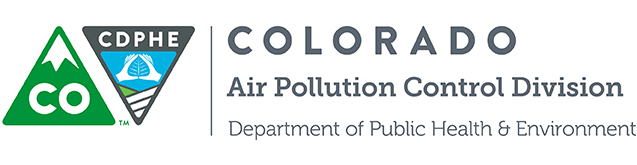 CO
TM
CDPHE
COLORADO
Air Pollution Control Division
Department of Public Health & Environment